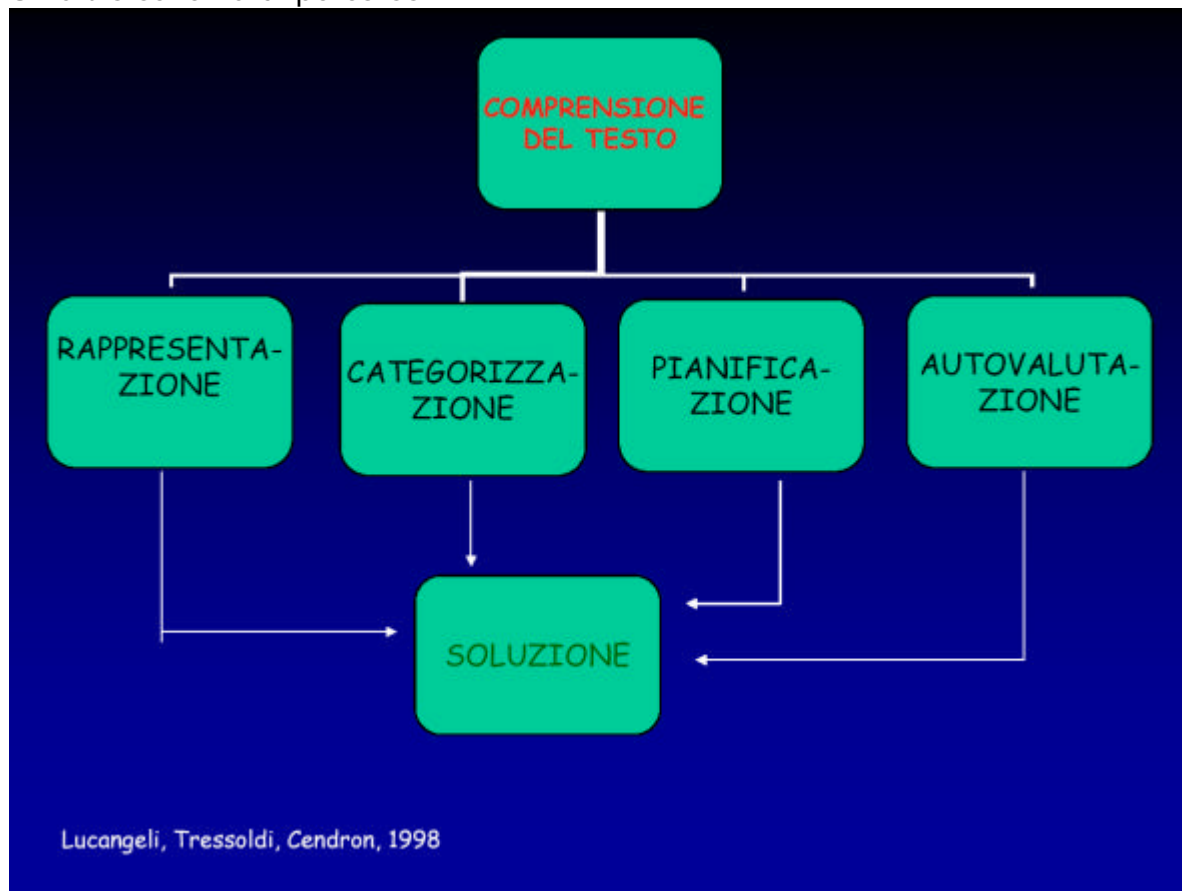 COMPRENSIONE
DEL TESTO
RAPPRESENTA-
ZIONE
CATEGORIZZA-
ZIONE
PIANIFICA-
ZIONE
AUTOVALUTA-
ZIONE
SOLUZIONE
Lucangeli, Tressoldi, Cendron, 1998